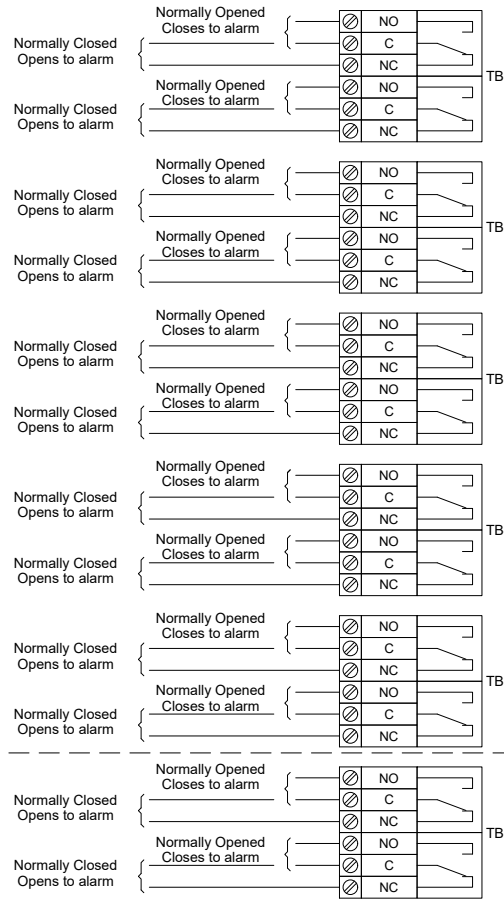 Normally Opened
Closes to alarm
NO
Normally Closed
Opens to alarm
C
NC
TB
Normally Opened
Closes to alarm
NO
Normally Closed
Opens to alarm
C
NC
Normally Opened
Closes to alarm
NO
Normally Closed
Opens to alarm
C
NC
TB
Normally Opened
Closes to alarm
NO
Normally Closed
Opens to alarm
C
NC
Normally Opened
Closes to alarm
NO
Normally Closed
Opens to alarm
C
NC
TB
Normally Opened
Closes to alarm
NO
Normally Closed
Opens to alarm
C
NC
Normally Opened
Closes to alarm
NO
Normally Closed
Opens to alarm
C
NC
TB
Normally Opened
Closes to alarm
NO
Normally Closed
Opens to alarm
C
NC
Normally Opened
Closes to alarm
NO
Normally Closed
Opens to alarm
C
NC
TB
Normally Opened
Closes to alarm
NO
Normally Closed
Opens to alarm
C
NC
Normally Opened
Closes to alarm
NO
Normally Closed
Opens to alarm
C
NC
TB
Normally Opened
Closes to alarm
NO
Normally Closed
Opens to alarm
C
NC